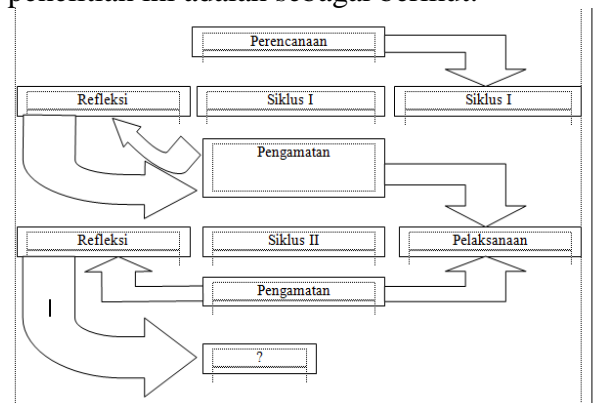 penelitian ini adalah sebagai berikut:
Perencanaan
Refleksi
Siklus I
Siklus I
Pengamatan
Refleksi
Siklus II
Pelaksanaan
Pengamatan
?